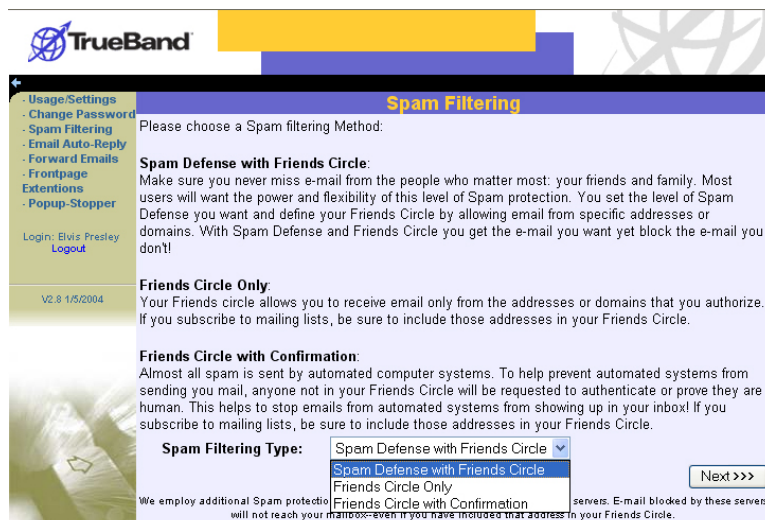 TrueBand
Spam Filtering
· Usage/Settings
· Change Password
· Spam Filtering
· Email Auto-Reply
· Forward Emails
· Frontpage
Extentions
· Popup-Stopper
Login: Elvis Presley
Logout
V2.8 1/5/2004
Please choose a Spam filtering Method:
Spam Defense with Friends Circle:
Make sure you never miss e-mail from the people who matter most: your friends and family. Most
users will want the power and flexibility of this level of Spam protection. You set the level of Spam
Defense you want and define your Friends Circle by allowing email from specific addresses or
domains. With Spam Defense and Friends Circle you get the e-mail you want yet block the e-mail you
don't!
Friends Circle Only:
Your Friends circle allows you to receive email only from the addresses or domains that you authorize.
If you subscribe to mailing lists, be sure to include those addresses in your Friends Circle.
Friends Circle with Confirmation:
Almost all spam is sent by automated computer systems. To help prevent automated systems from
sending you mail, anyone not in your Friends Circle will be requested to authenticate or prove they are
human. This helps to stop emails from automated systems from showing up in your inbox! If you
subscribe to mailing lists, be sure to include those addresses in your Friends Circle.
Spam Filtering Type: Spam Defense with Friends Circle
Spam Defense with Friends Circle
Friends Circle Only
Friends Circle with Confirmation
Next >>>
We employ additional Spam servers. E-mail blocked by these servers
will not reach your mailbox--even if you have included that address in your Friends Circle.